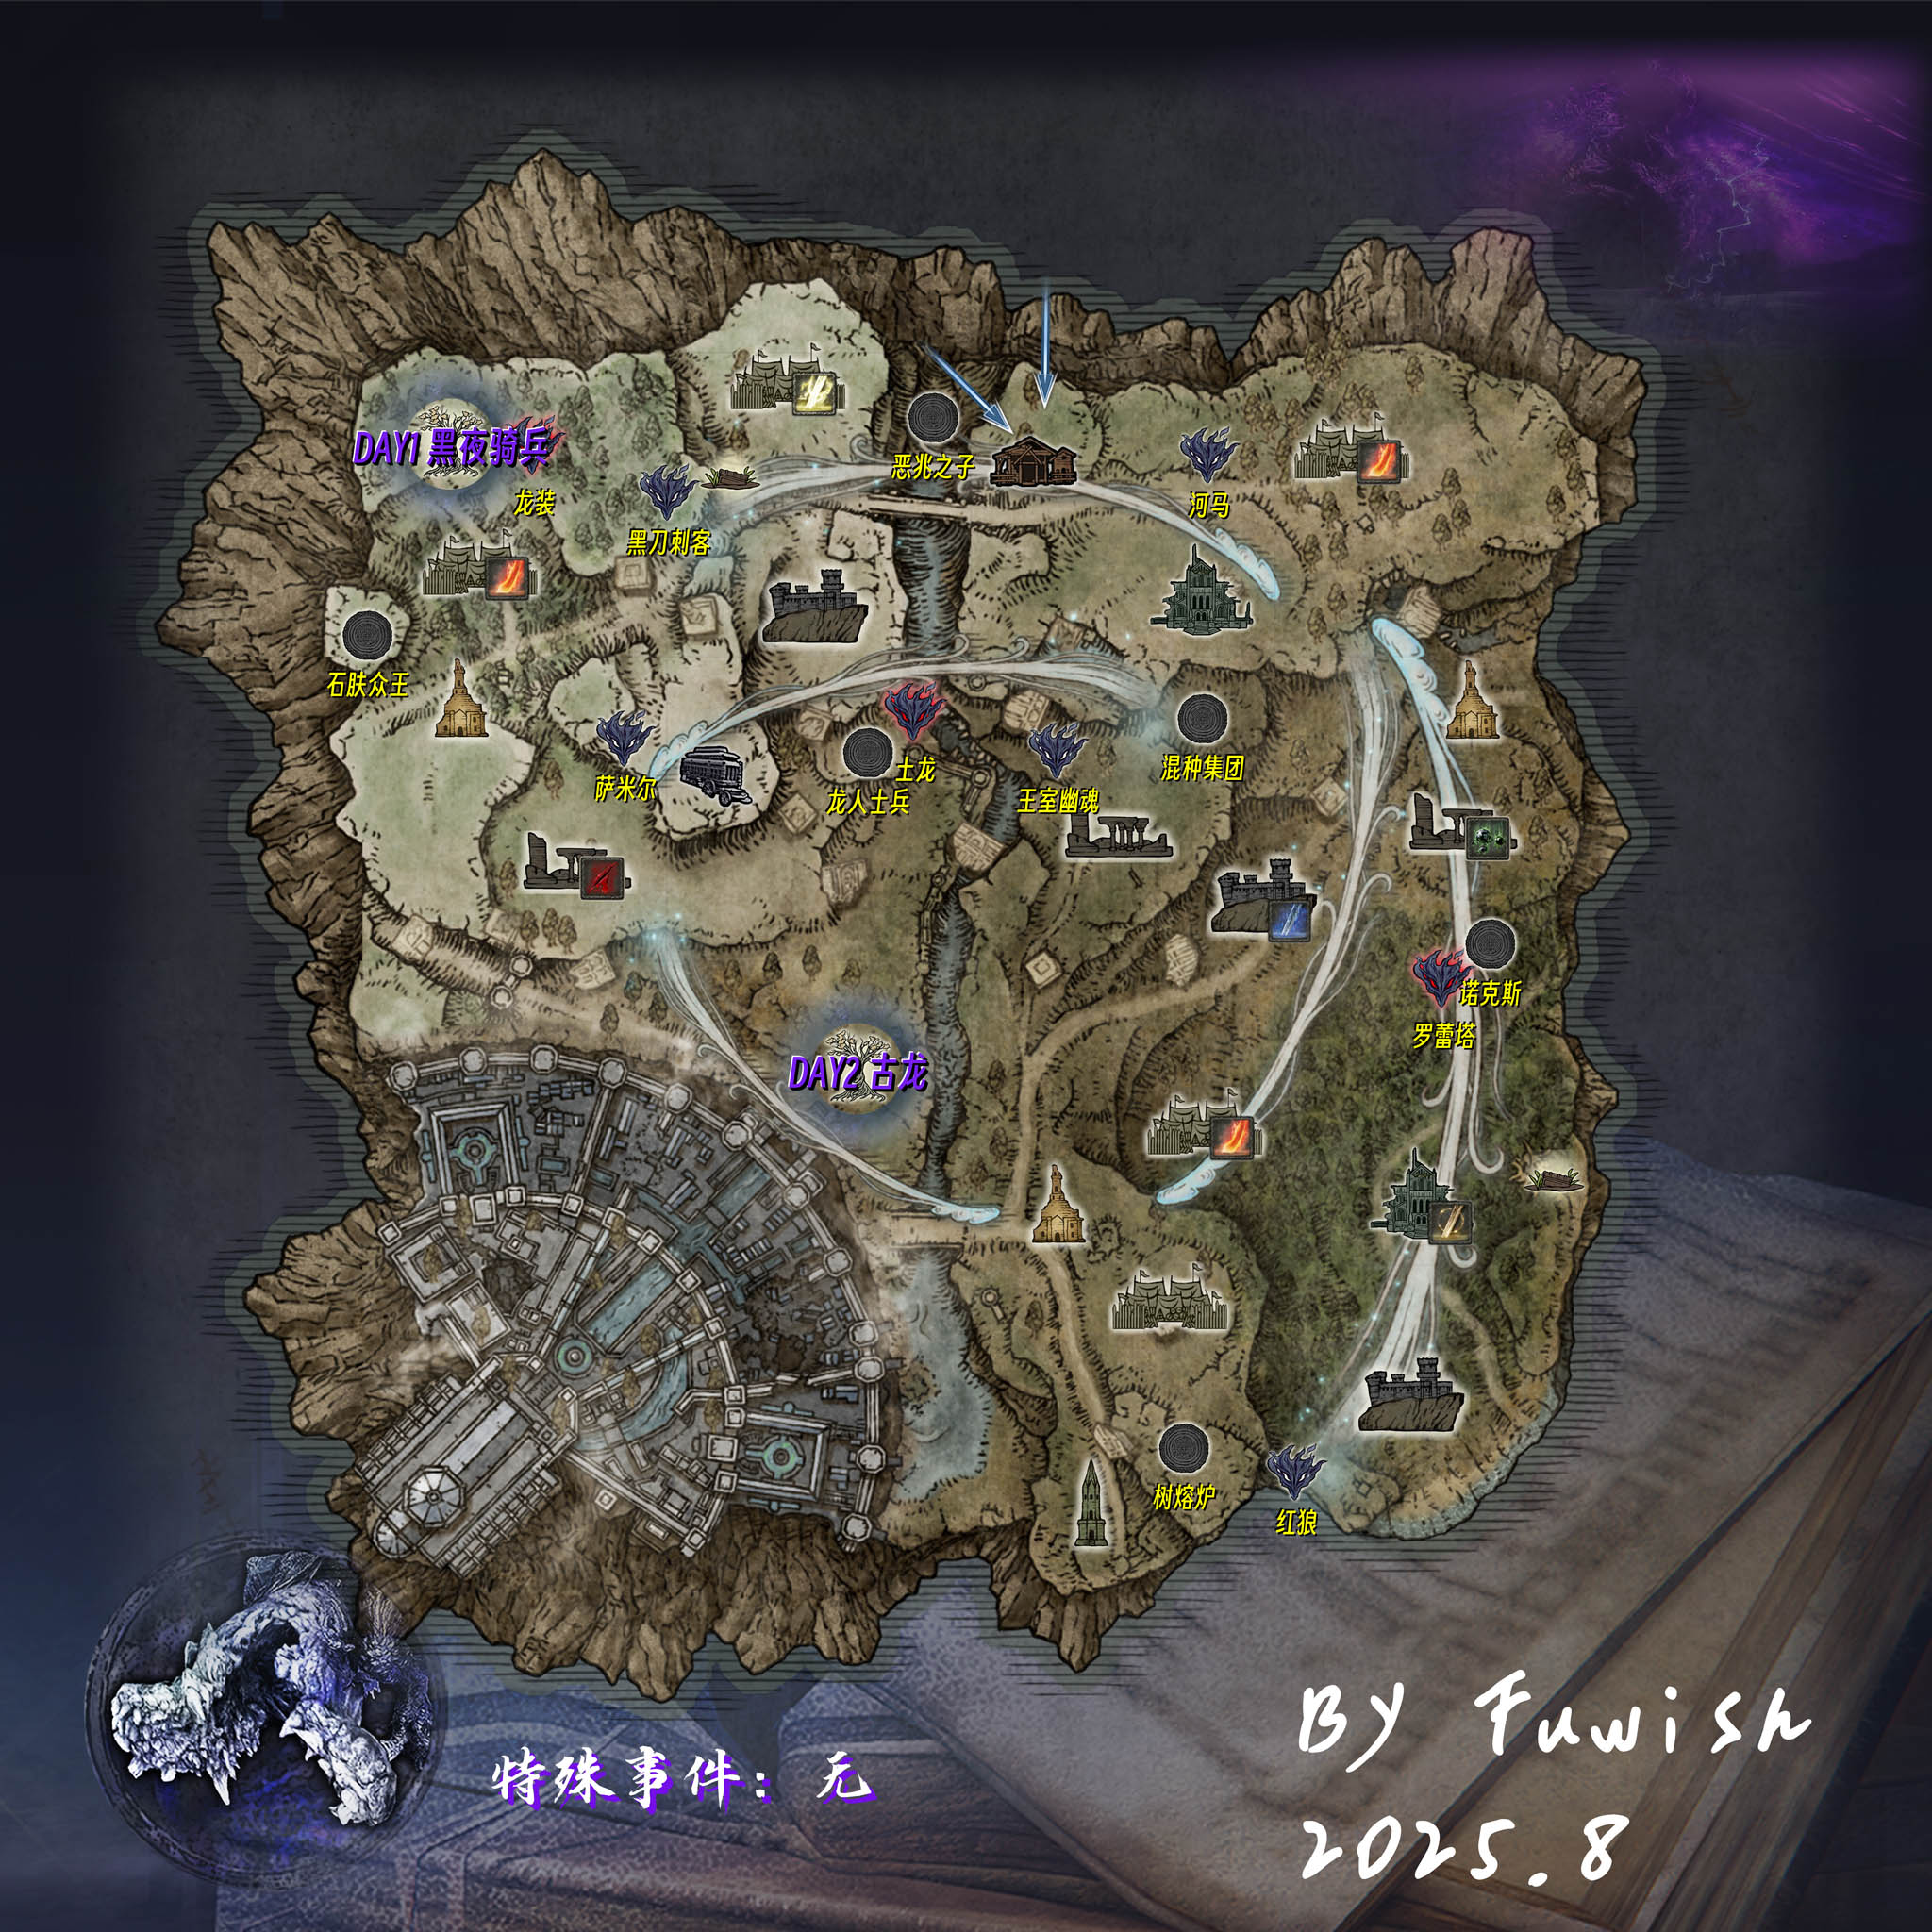 DAY1 黑夜骑兵
恶兆之子
龙装
河马
黑刀刺客
石肤众王
萨米尔
土龙
龙人士兵
王室幽魂
混种集团
诺克斯
罗蕾塔
DAY2 古龙
树熔炉
红狼
特殊事件：无
By Fuwish
2025.8